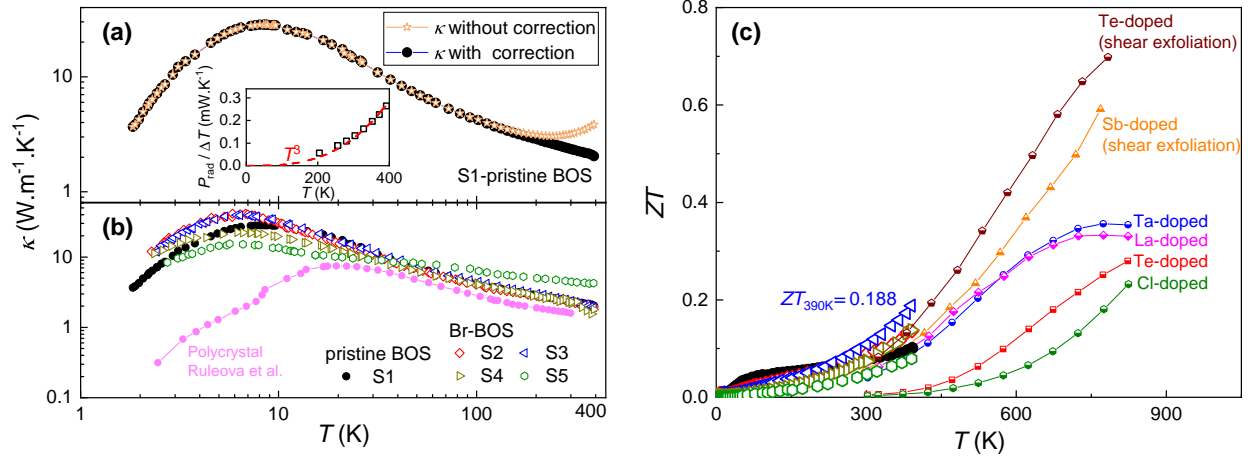 (a)
κ without correction
κ with correction
10
1
κ (W.m⁻¹.K⁻¹)
P_rad / ΔT (mW.K⁻¹)
0.3
0.2
0.1
0.0
T³
0 200 400
T (K)
S1-pristine BOS
(b)
10
1
0.1
Polycrystal
Ruleova et al.
Br-BOS
pristine BOS
S1
S2
S3
S4
S5
1 10 100 400
T (K)
(c)
ZT
0.8
0.4
0.0
Te-doped
(shear exfoliation)
Sb-doped
(shear exfoliation)
Ta-doped
La-doped
Te-doped
Cl-doped
ZT₃₉₀K = 0.188
0 300 600 900
T (K)